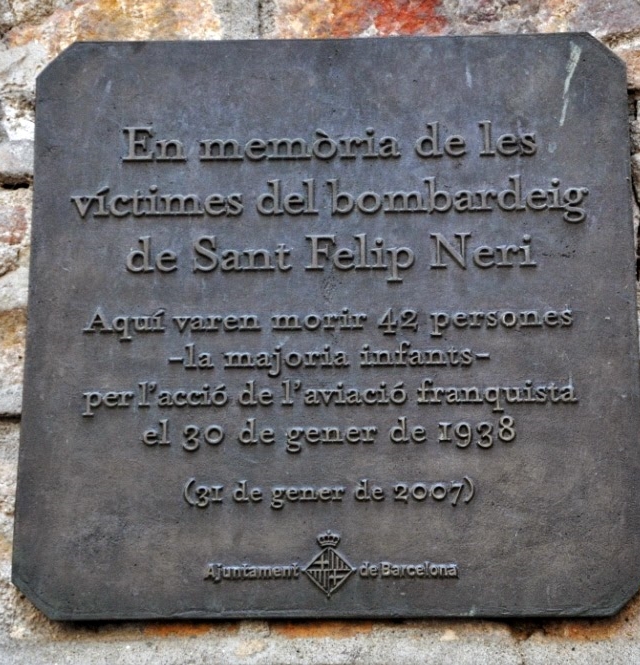 En memòria de les
víctimes del bombardeig
de Sant Felip Neri
Aquí varen morir 42 persones
-la majoria infants-
per l'acció de l'aviació franquista
el 30 de gener de 1938
(31 de gener de 2007)
Ajuntament de Barcelona